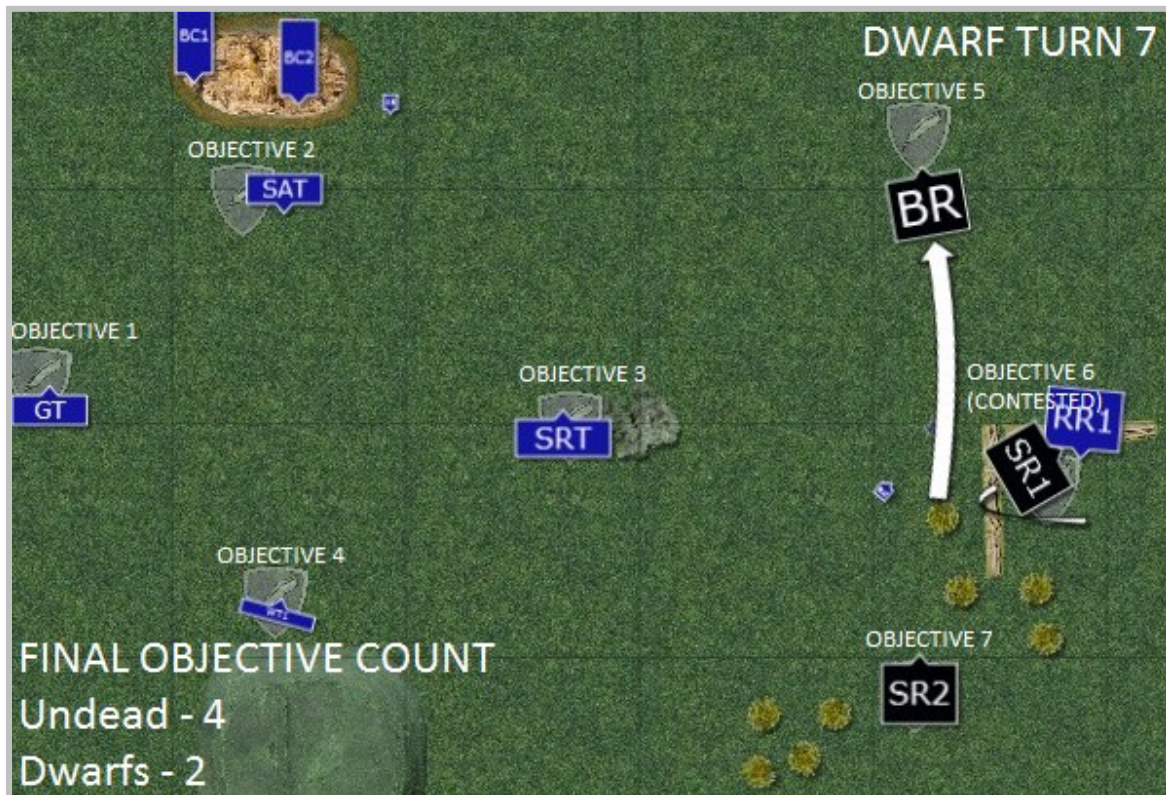 BC1
BC2
DWARF TURN 7
OBJECTIVE 5
OBJECTIVE 2
SAT
BR
OBJECTIVE 1
GT
OBJECTIVE 3
SRT
OBJECTIVE 6
(CONTESTED)
RR1
SR1
OBJECTIVE 4
WT1
OBJECTIVE 7
SR2
FINAL OBJECTIVE COUNT
Undead - 4
Dwarfs - 2